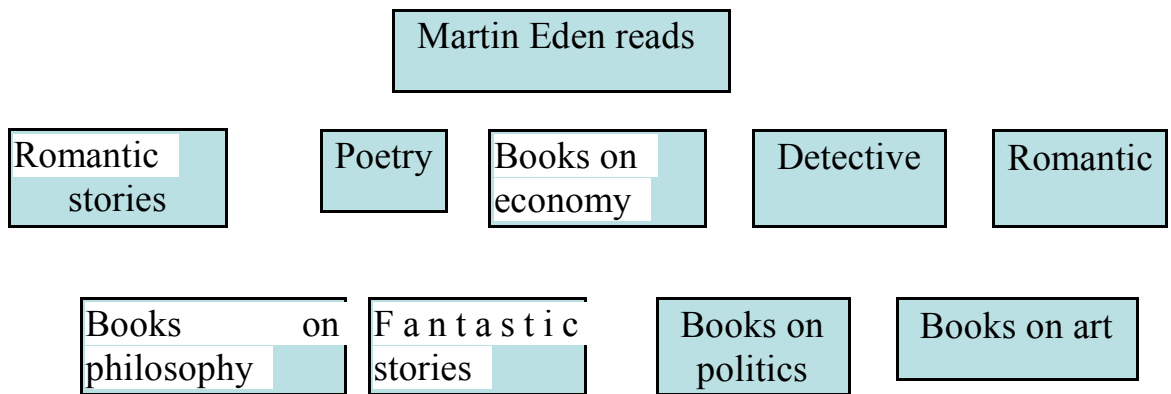 Martin Eden reads
Romantic
stories
Poetry
Books on
economy
Detective
Romantic
Books on
philosophy
Fantastic
stories
Books on
politics
Books on art